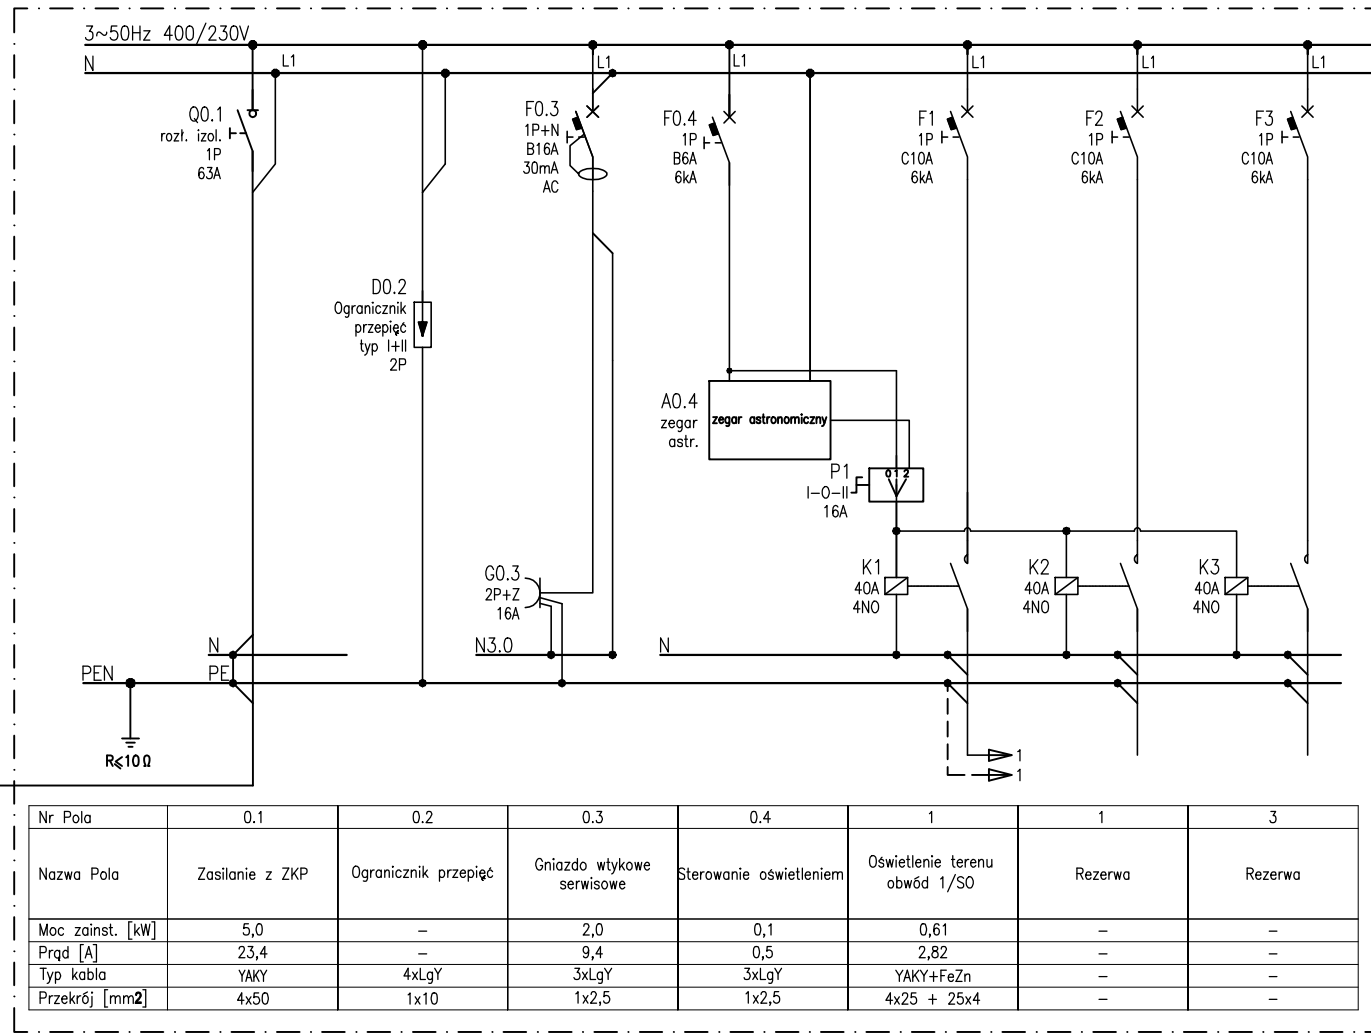 3~50Hz 400/230V
N
L1
L1
L1
L1
L1
L1
Q0.1
rozł. izol.
1P
63A
F0.3
1P+N
B16A
30mA
AC
F0.4
1P
B6A
6kA
F1
1P
C10A
6kA
F2
1P
C10A
6kA
F3
1P
C10A
6kA
D0.2
Ogranicznik
przepięć
typ I+II
2P
A0.4
zegar
astr.
zegar astronomiczny
P1
I-0-II
16A
0 1 2
G0.3
2P+Z
16A
K1
40A
4NO
K2
40A
4NO
K3
40A
4NO
N
N3.0
N
PEN
PE
R⩽10Ω
1
1
Nr Pola 0.1 0.2 0.3 0.4 1 1 3
Nazwa Pola Zasilanie z ZKP Ogranicznik przepięć Gniazdo wtykowe serwisowe Sterowanie oświetleniem Oświetlenie terenu obwód 1/SO Rezerwa Rezerwa
Moc zainst. [kW] 5,0 – 2,0 0,1 0,61 – –
Prąd [A] 23,4 – 9,4 0,5 2,82 – –
Typ kabla YAKY 4xLgY 3xLgY 3xLgY YAKY+FeZn – –
Przekrój [mm2] 4x50 1x10 1x2,5 1x2,5 4x25 + 25x4 – –